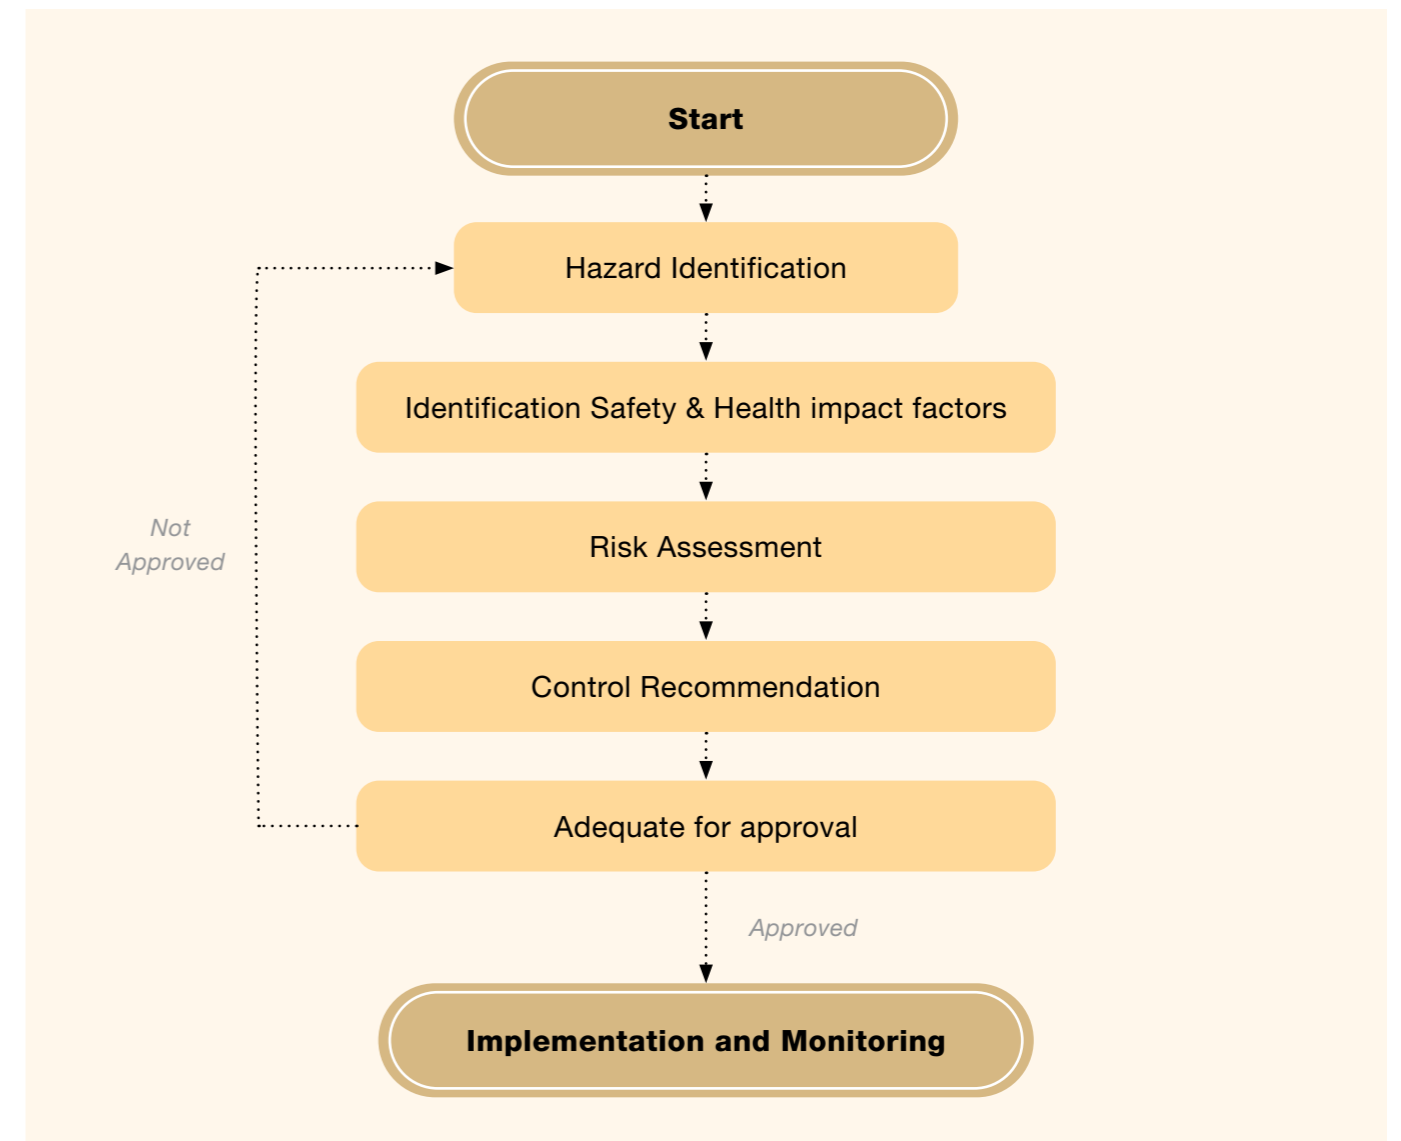 Start
Hazard Identification
Identification Safety & Health impact factors
Not
Approved
Risk Assessment
Control Recommendation
Adequate for approval
Approved
Implementation and Monitoring